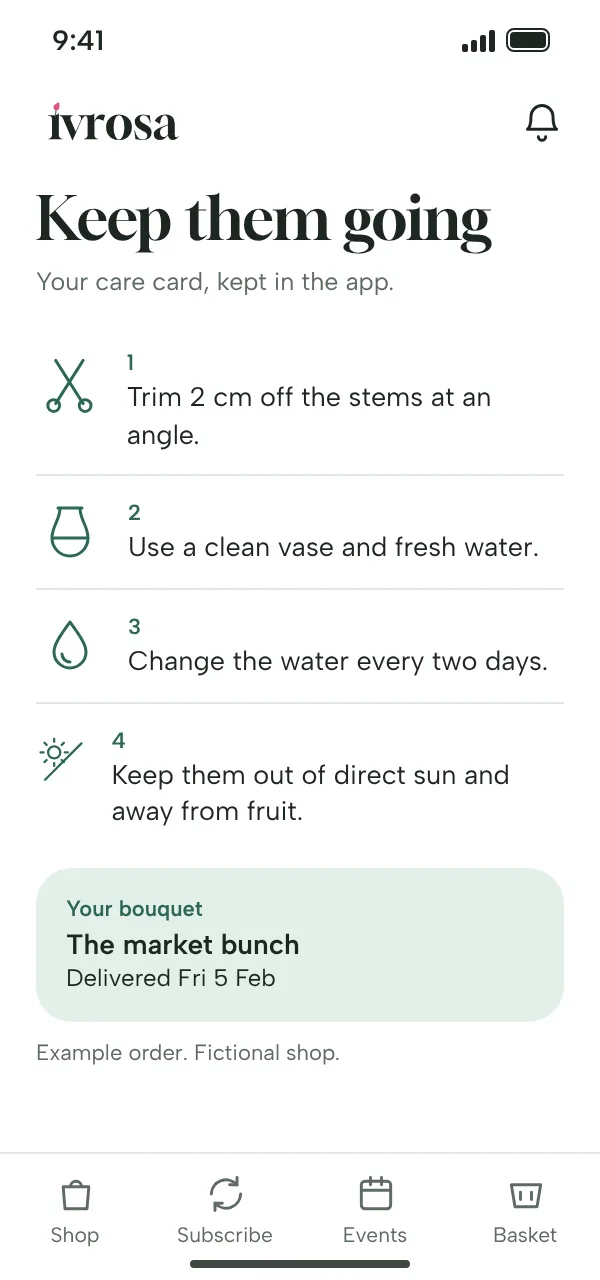 9:41
ivrosa
Keep them going
Your care card, kept in the app.
1
Trim 2 cm off the stems at an
angle.
2
Use a clean vase and fresh water.
3
Change the water every two days.
4
Keep them out of direct sun and
away from fruit.
Your bouquet
The market bunch
Delivered Fri 5 Feb
Example order. Fictional shop.
Shop
Subscribe
Events
Basket